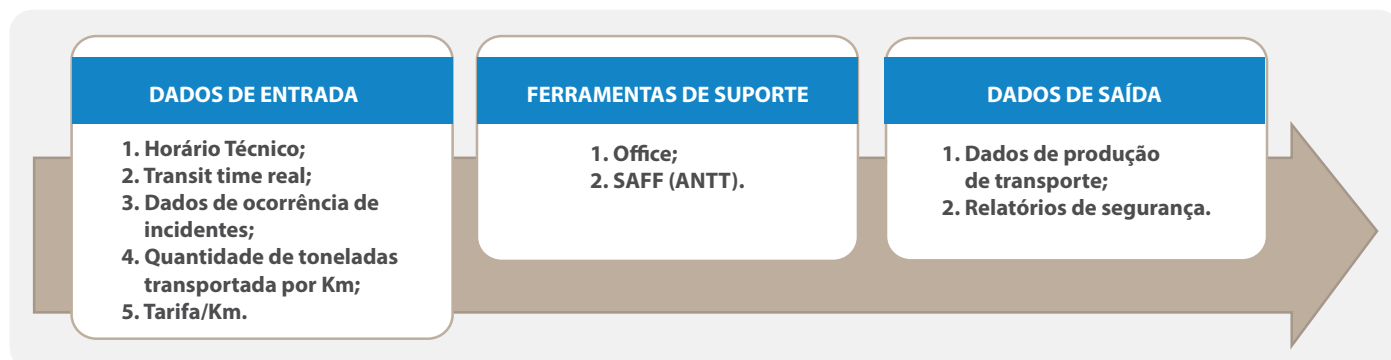 DADOS DE ENTRADA
1. Horário Técnico;
2. Transit time real;
3. Dados de ocorrência de
incidentes;
4. Quantidade de toneladas
transportada por Km;
5. Tarifa/Km.
FERRAMENTAS DE SUPORTE
1. Office;
2. SAFF (ANTT).
DADOS DE SAÍDA
1. Dados de produção
de transporte;
2. Relatórios de segurança.